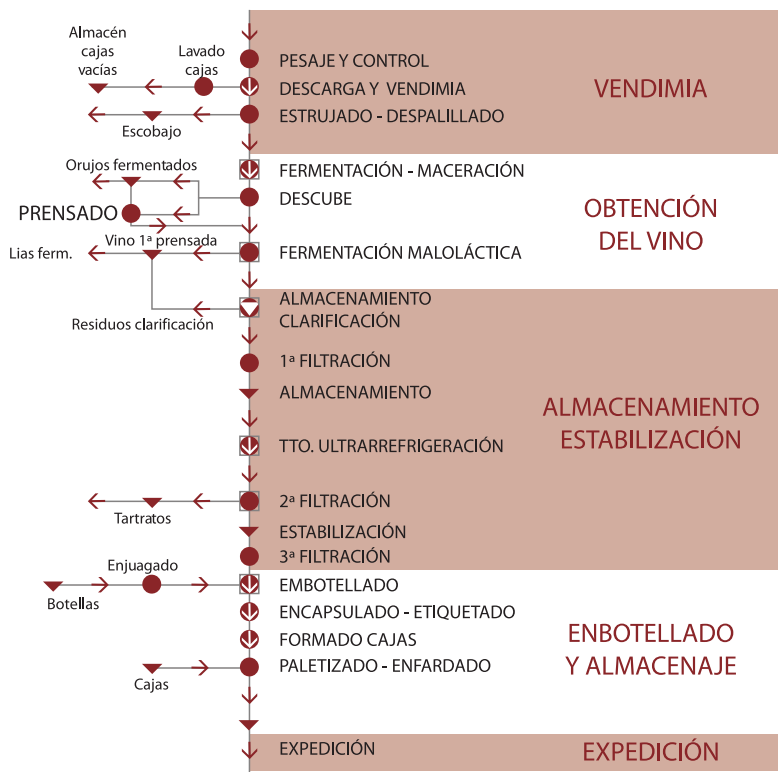 Almacén
cajas
vacías
Lavado
cajas
PESAJE Y CONTROL
DESCARGA Y VENDIMIA
ESTRUJADO - DESPALILLADO
Escobajo
VENDIMIA
Orujos fermentados
PRENSADO
FERMENTACIÓN - MACERACIÓN
DESCUBE
Vino 1ª prensada
Lias ferm.
FERMENTACIÓN MALOLÁCTICA
OBTENCIÓN
DEL VINO
Residuos clarificación
ALMACENAMIENTO
CLARIFICACIÓN
1ª FILTRACIÓN
ALMACENAMIENTO
TTO. ULTRARREFRIGERACIÓN
2ª FILTRACIÓN
Tartratos
ESTABILIZACIÓN
3ª FILTRACIÓN
ALMACENAMIENTO
ESTABILIZACIÓN
Enjuagado
Botellas
EMBOTELLADO
ENCAPSULADO - ETIQUETADO
FORMADO CAJAS
PALETIZADO - ENFARDADO
Cajas
ENBOTELLADO
Y ALMACENAJE
EXPEDICIÓN
EXPEDICIÓN